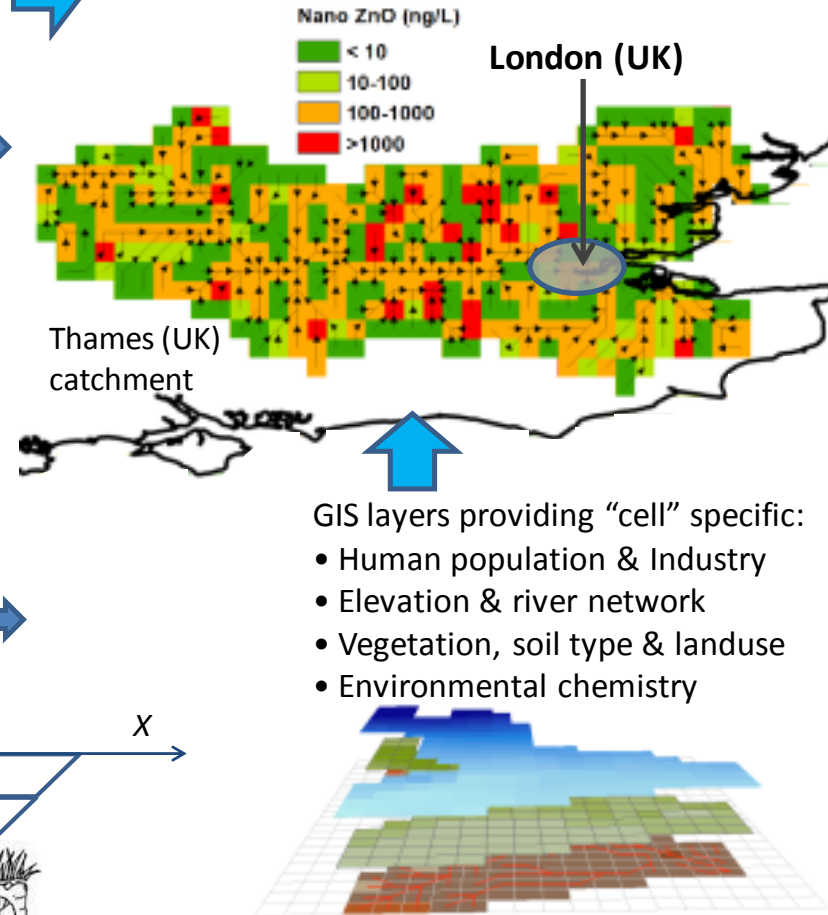 Nano ZnO (ng/L)
< 10
10-100
100-1000
>1000
London (UK)
Thames (UK)
catchment
GIS layers providing “cell” specific:
• Human population & Industry
• Elevation & river network
• Vegetation, soil type & landuse
• Environmental chemistry
X